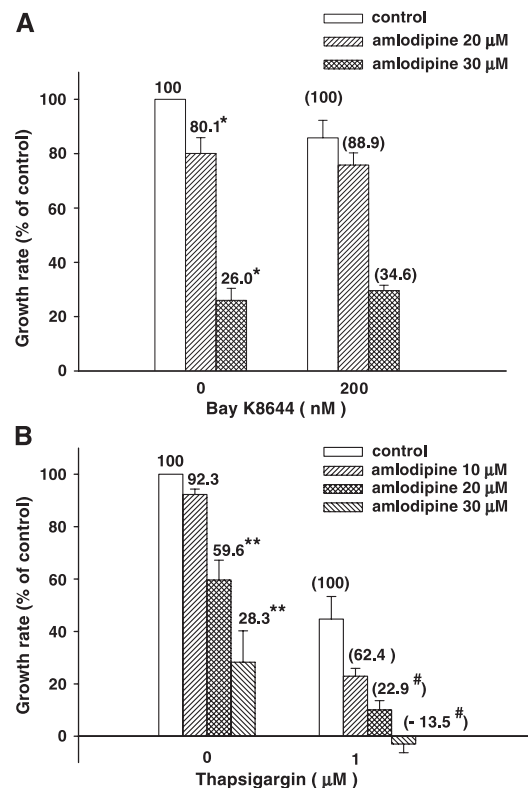 A
control
amlodipine 20 μM
amlodipine 30 μM
Growth rate (% of control)
100
80
60
40
20
0
100
80.1*
26.0*
(100)
(88.9)
(34.6)
0 200
Bay K8644 ( nM )
B
control
amlodipine 10 μM
amlodipine 20 μM
amlodipine 30 μM
Growth rate (% of control)
100
80
60
40
20
0
100
92.3
59.6**
28.3**
(100)
(62.4 )
(22.9#)
(- 13.5#)
0 1
Thapsigargin ( μM )